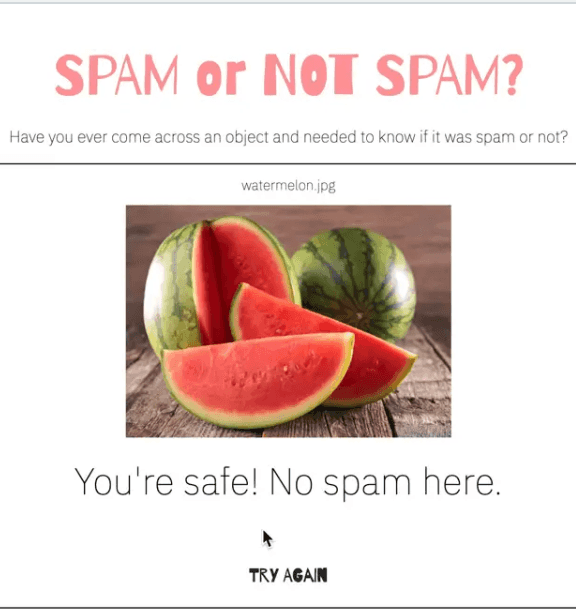 SPAM or NOT SPAM?
Have you ever come across an object and needed to know if it was spam or not?
watermelon.jpg
You're safe! No spam here.
TRY AGAIN